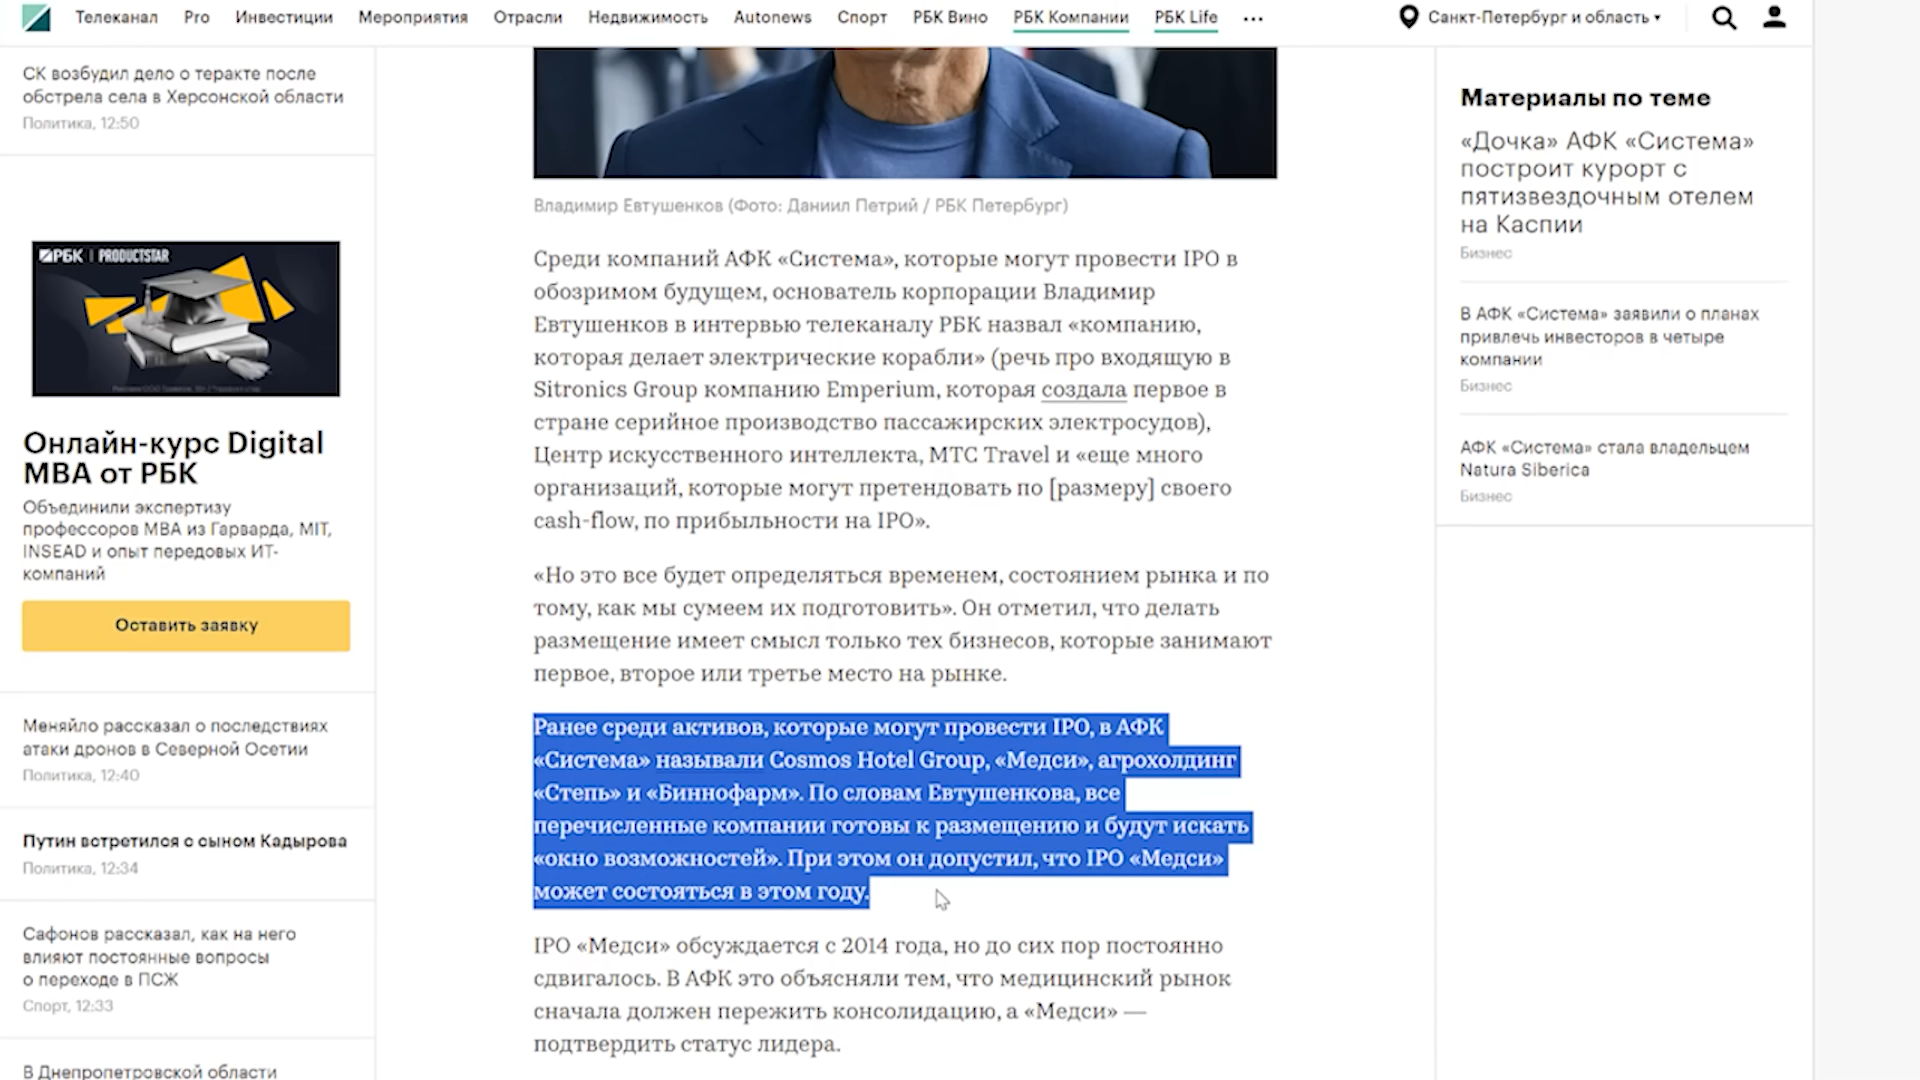 Телеканал Pro Инвестиции Мероприятия Отрасли Недвижимость Autonews Спорт РБК Вино РБК Компании РБК Life ... Санкт-Петербург и область
СК возбудил дело о теракте после
обстрела села в Херсонской области
Политика, 12:50
РБК | PRODUCTSTAR
Онлайн-курс Digital
MBA от РБК
Объединили экспертизу
профессоров MBA из Гарварда, MIT,
INSEAD и опыт передовых ИТ-
компаний
Оставить заявку
Меняйло рассказал о последствиях
атаки дронов в Северной Осетии
Политика, 12:40
Путин встретился с сыном Кадырова
Политика, 12:34
Сафонов рассказал, как на него
влияют постоянные вопросы
о переходе в ПСЖ
Спорт, 12:33
В Днепропетровской области
Владимир Евтушенков (Фото: Даниил Петрий / РБК Петербург)
Среди компаний АФК «Система», которые могут провести IPO в
обозримом будущем, основатель корпорации Владимир
Евтушенков в интервью телеканалу РБК назвал «компанию,
которая делает электрические корабли» (речь про входящую в
Sitronics Group компанию Emperium, которая создала первое в
стране серийное производство пассажирских электросудов),
Центр искусственного интеллекта, МТС Travel и «еще много
организаций, которые могут претендовать по [размеру] своего
cash-flow, по прибыльности на IPO».
«Но это все будет определяться временем, состоянием рынка и по
тому, как мы сумеем их подготовить». Он отметил, что делать
размещение имеет смысл только тех бизнесов, которые занимают
первое, второе или третье место на рынке.
Ранее среди активов, которые могут провести IPO, в АФК
«Система» называли Cosmos Hotel Group, «Медси», агрохолдинг
«Степь» и «Биннофарм». По словам Евтушенкова, все
перечисленные компании готовы к размещению и будут искать
«окно возможностей». При этом он допустил, что IPO «Медси»
может состояться в этом году.
IPO «Медси» обсуждается с 2014 года, но до сих пор постоянно
сдвигалось. В АФК это объясняли тем, что медицинский рынок
сначала должен пережить консолидацию, а «Медси» —
подтвердить статус лидера.
Материалы по теме
«Дочка» АФК «Система»
построит курорт с
пятизвездочным отелем
на Каспии
Бизнес
В АФК «Система» заявили о планах
привлечь инвесторов в четыре
компании
Бизнес
АФК «Система» стала владельцем
Natura Siberica
Бизнес